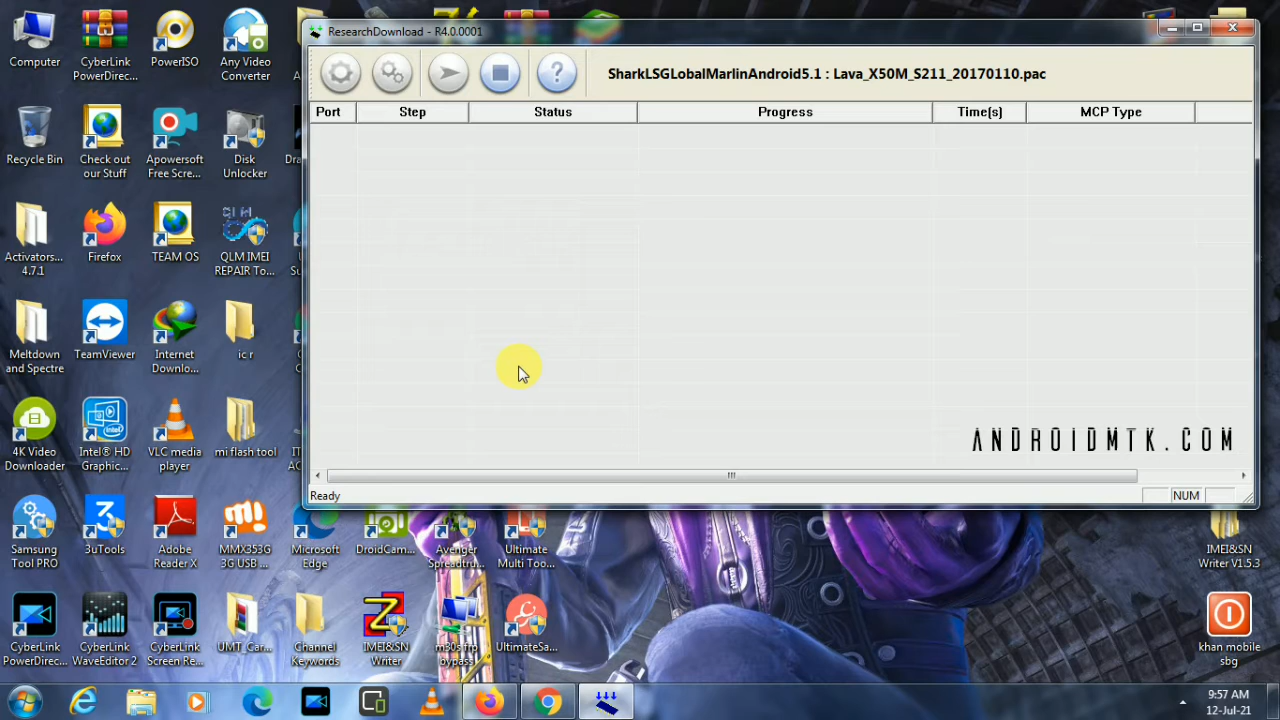 ResearchDownload - R4.0.0001
SharkLSGLobalMarlinAndroid5.1 : Lava_X50M_S211_20170110.pac
Port Step Status Progress Time(s) MCP Type
ANDROIDMTK.COM
Ready
NUM
Computer
CyberLink
PowerDirec...
PowerISO
Any Video
Converter
Recycle Bin
Check out
our Stuff
Apowersoft
Free Scre...
Disk
Unlocker
Dra
Activators...
4.7.1
Firefox
TEAM OS
QLM IMEI
REPAIR To...
Meltdown
and Spectre
TeamViewer
Internet
Downlo...
ic r
4K Video
Downloader
Intel® HD
Graphic...
VLC media
player
mi flash tool
Samsung
Tool PRO
3uTools
Adobe
Reader X
MMX353G
3G USB ...
Microsoft
Edge
DroidCam...
Avenger
Spreadtru...
Ultimate
Multi Too...
IMEI&SN
Writer V1.5.3
CyberLink
PowerDirec...
CyberLink
WaveEditor 2
CyberLink
Screen Re...
UMT_Car...
Channel
Keywords
IMEI&SN
Writer
m30s frp
bypass
UltimateSa...
khan mobile
sbg
9:57 AM
12-Jul-21